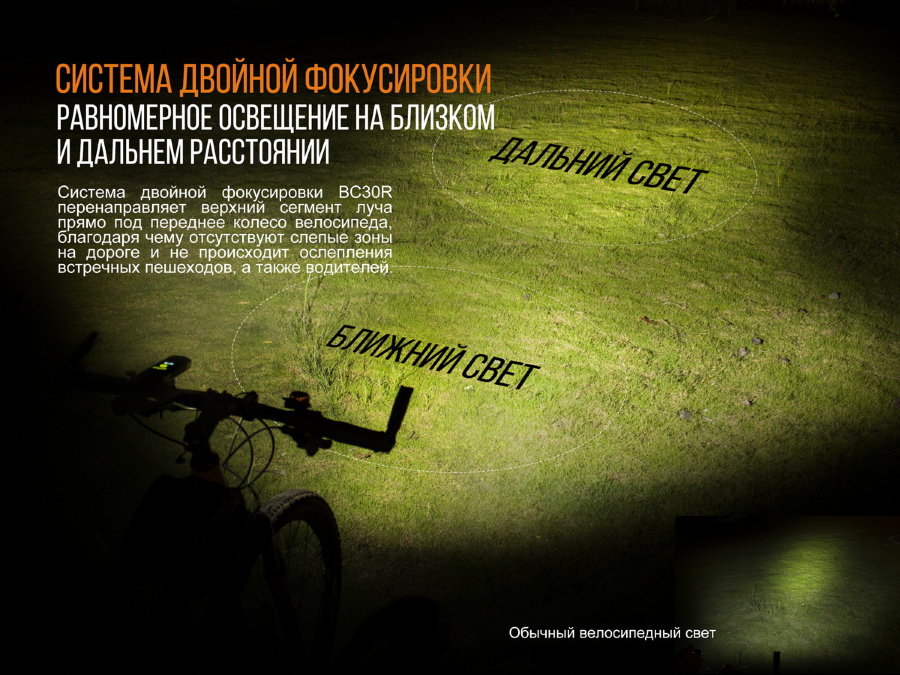 СИСТЕМА ДВОЙНОЙ ФОКУСИРОВКИ
РАВНОМЕРНОЕ ОСВЕЩЕНИЕ НА БЛИЗКОМ
И ДАЛЬНЕМ РАССТОЯНИИ
Система двойной фокусировки BC30R
перенаправляет верхний сегмент луча
прямо под переднее колесо велосипеда,
благодаря чему отсутствуют слепые зоны
на дороге и не происходит ослепления
встречных пешеходов, а также водителей.
ДАЛЬНИЙ СВЕТ
БЛИЖНИЙ СВЕТ
Обычный велосипедный свет